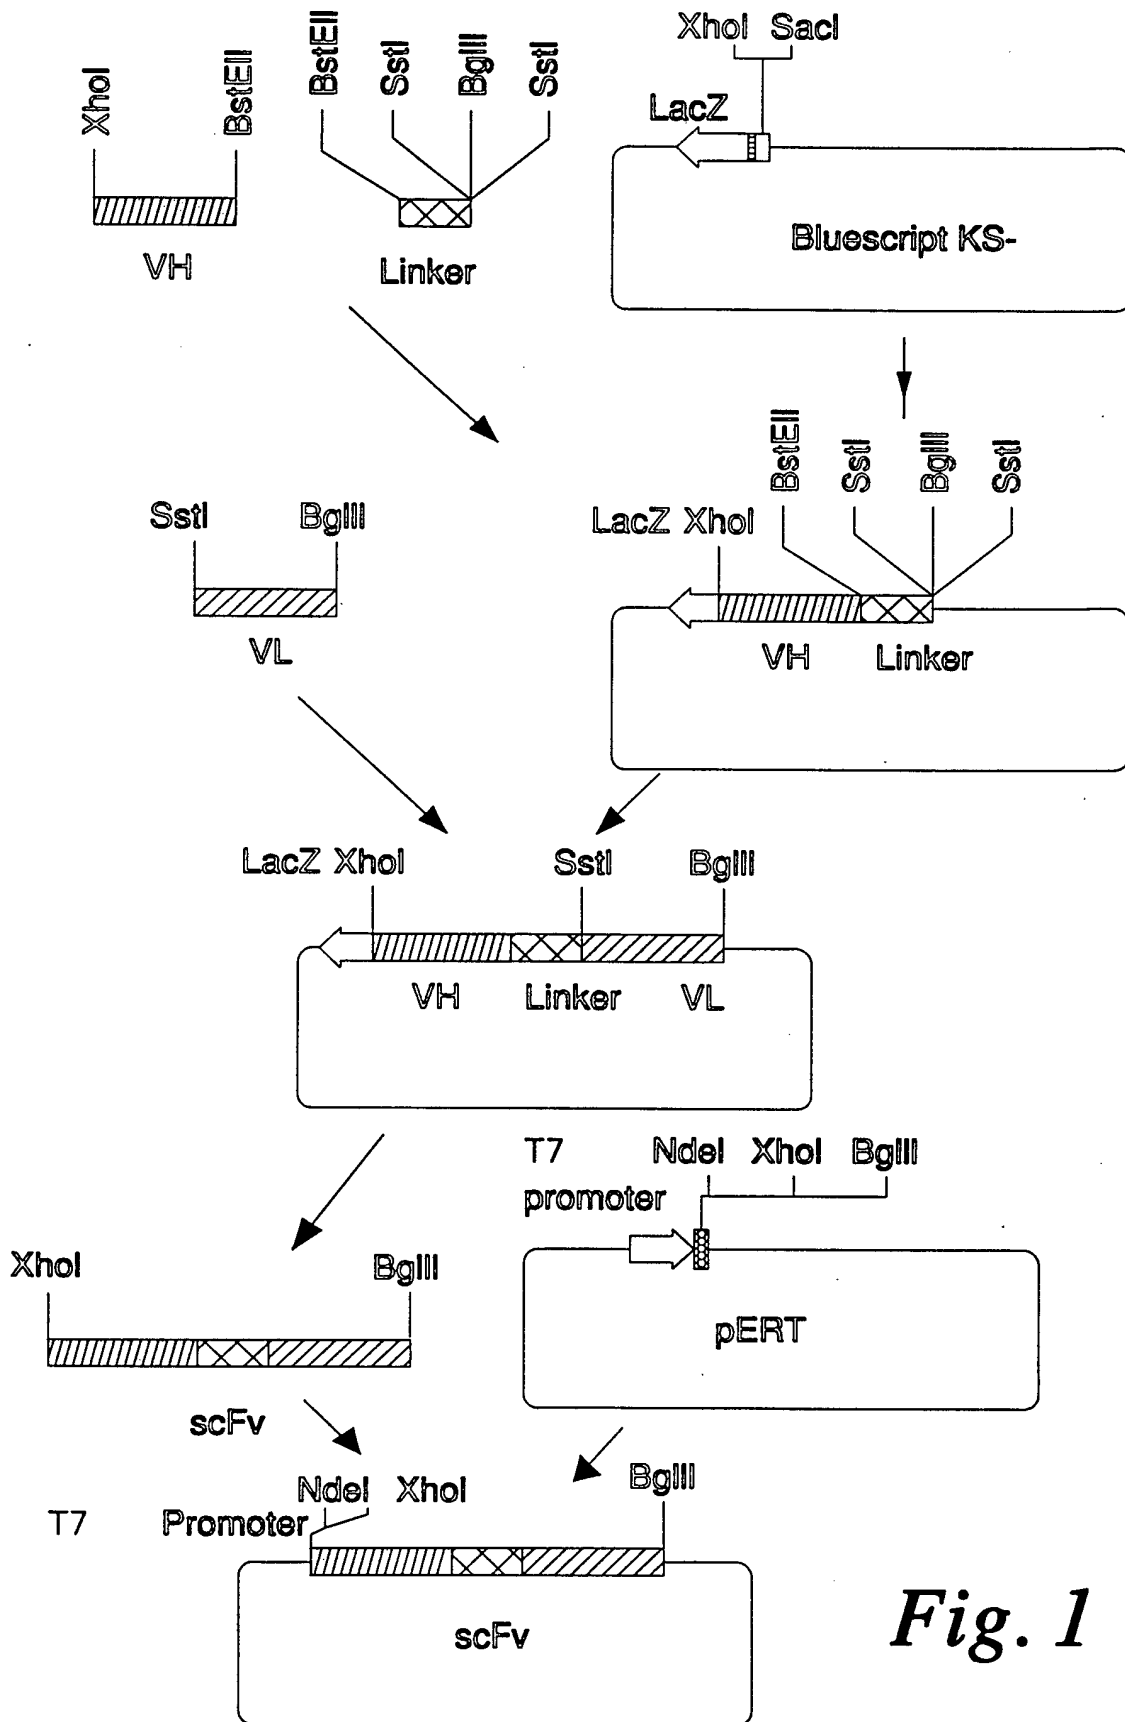 XhoI
BstEII
VH
BstEII
SstI
BglII
SstI
Linker
XhoI SacI
LacZ
Bluescript KS-
SstI
BglII
VL
BstEII
SstI
BglII
SstI
LacZ XhoI
VH
Linker
LacZ XhoI
SstI
BglII
VH
Linker
VL
XhoI
BglII
scFv
T7
promoter
NdeI
XhoI
BglII
pERT
T7
Promoter
NdeI
XhoI
BglII
scFv
Fig. 1